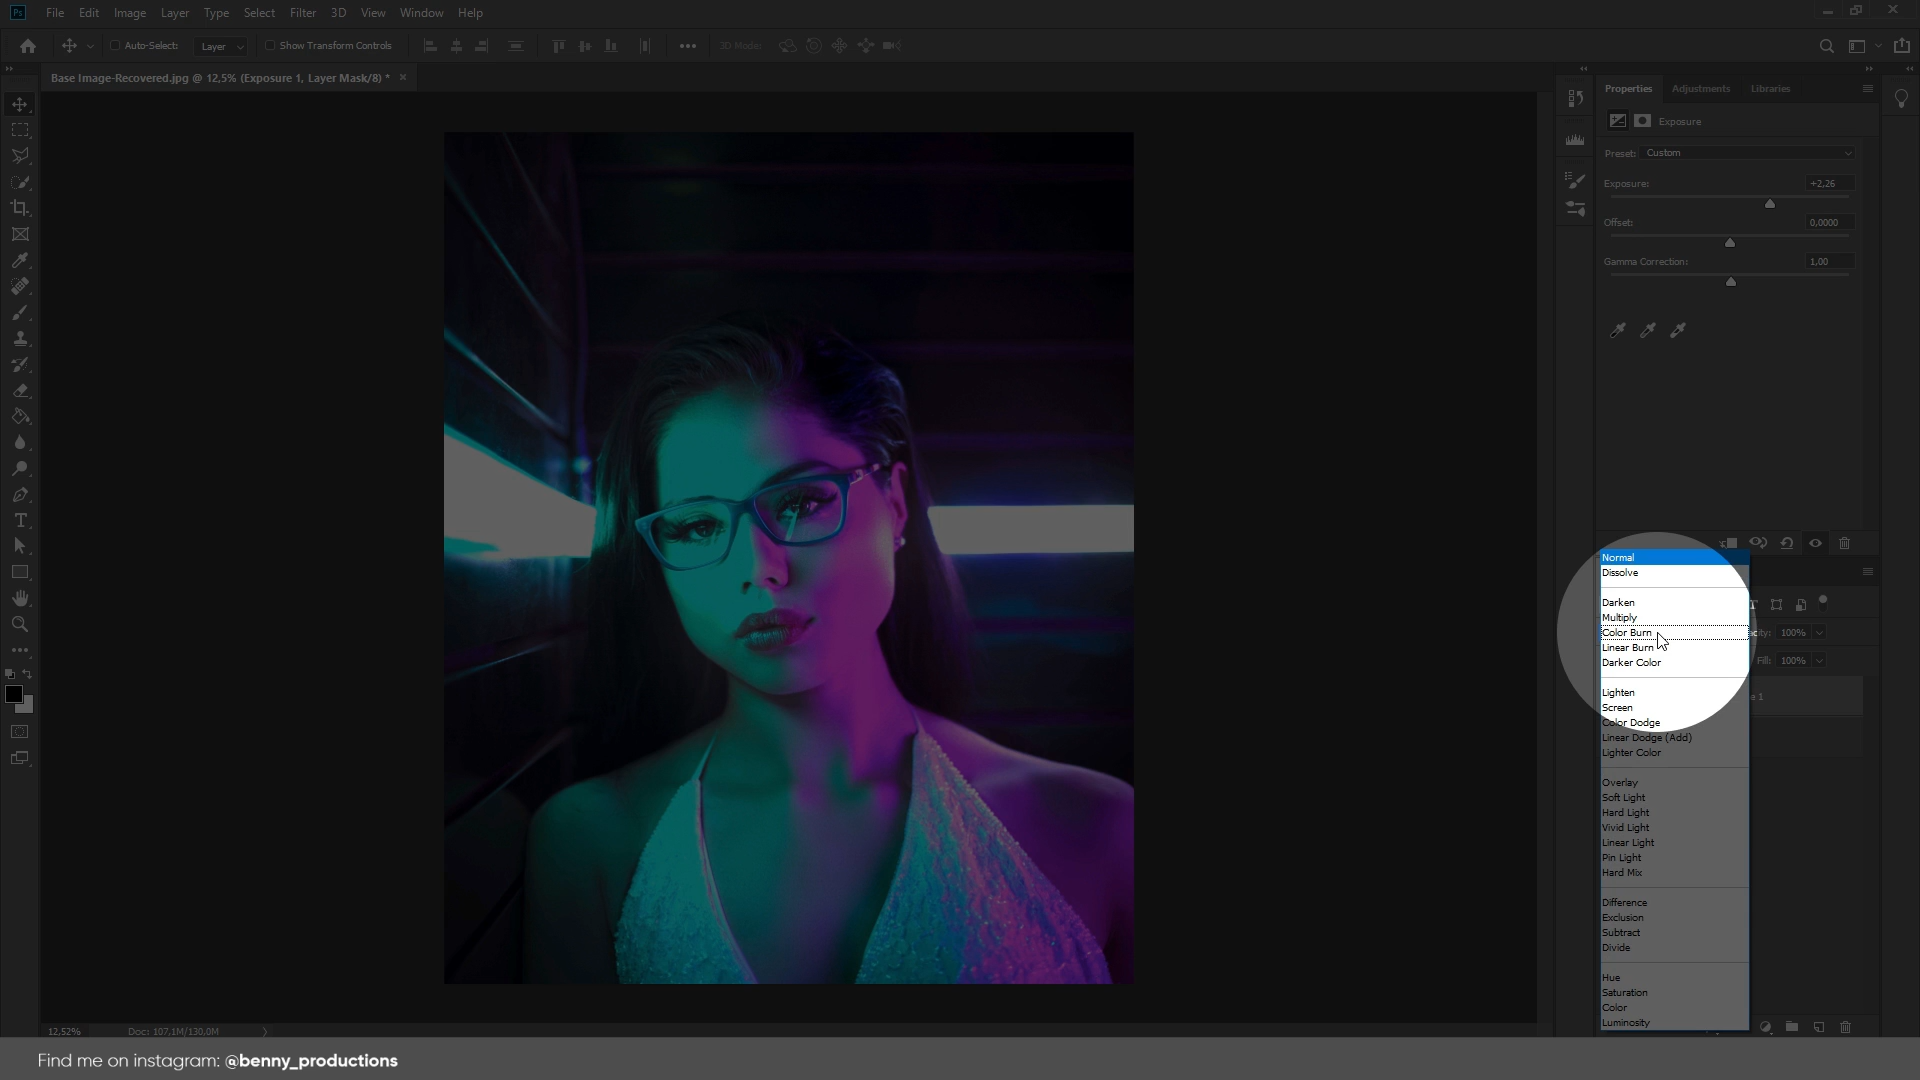 Ps File Edit Image Layer Type Select Filter 3D View Window Help
Auto-Select: Layer Show Transform Controls 3D Mode:
Base Image-Recovered.jpg @ 12,5% (Exposure 1, Layer Mask/8) *
Properties Adjustments Libraries
Exposure
Preset: Custom
Exposure: +2,26
Offset: 0,0000
Gamma Correction: 1,00
Normal
Dissolve
Darken
Multiply
Color Burn
Linear Burn
Darker Color
Lighten
Screen
Color Dodge
Linear Dodge (Add)
Lighter Color
Overlay
Soft Light
Hard Light
Vivid Light
Linear Light
Pin Light
Hard Mix
Difference
Exclusion
Subtract
Divide
Hue
Saturation
Color
Luminosity
acity: 100%
Fill: 100%
e 1
12,52% Doc: 107,1M/130,0M
Find me on instagram: @benny_productions